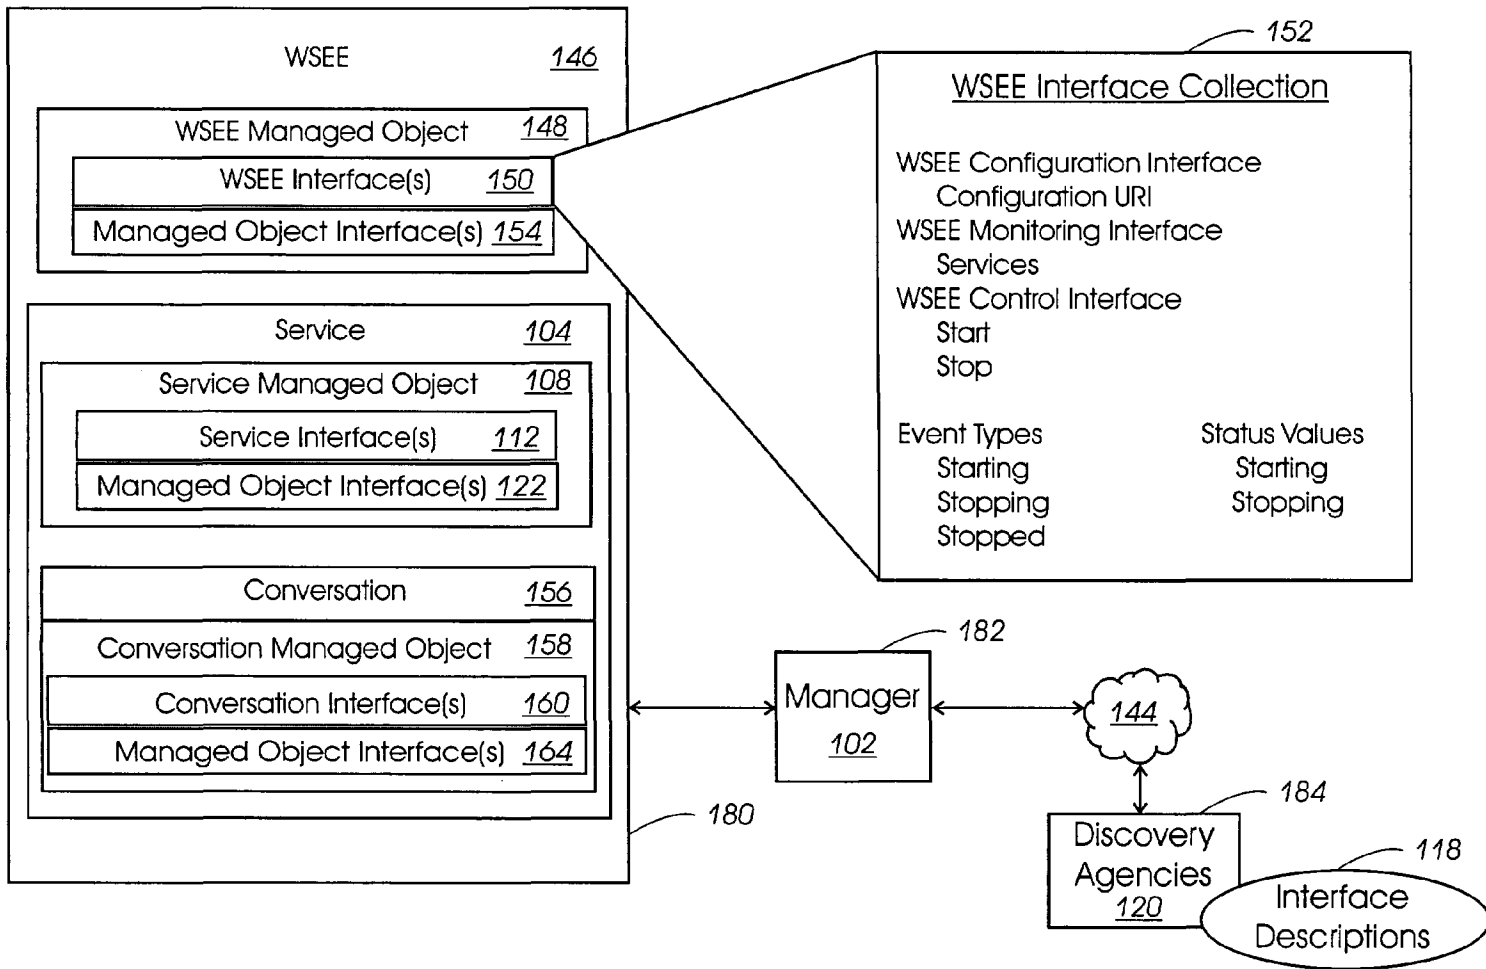 WSEE 146
WSEE Managed Object 148
WSEE Interface(s) 150
Managed Object Interface(s) 154
Service 104
Service Managed Object 108
Service Interface(s) 112
Managed Object Interface(s) 122
Conversation 156
Conversation Managed Object 158
Conversation Interface(s) 160
Managed Object Interface(s) 164
180
152
WSEE Interface Collection
WSEE Configuration Interface
Configuration URI
WSEE Monitoring Interface
Services
WSEE Control Interface
Start
Stop
Event Types Status Values
Starting Starting
Stopping Stopping
Stopped
182
Manager
102
144
184
Discovery
Agencies
120
118
Interface
Descriptions